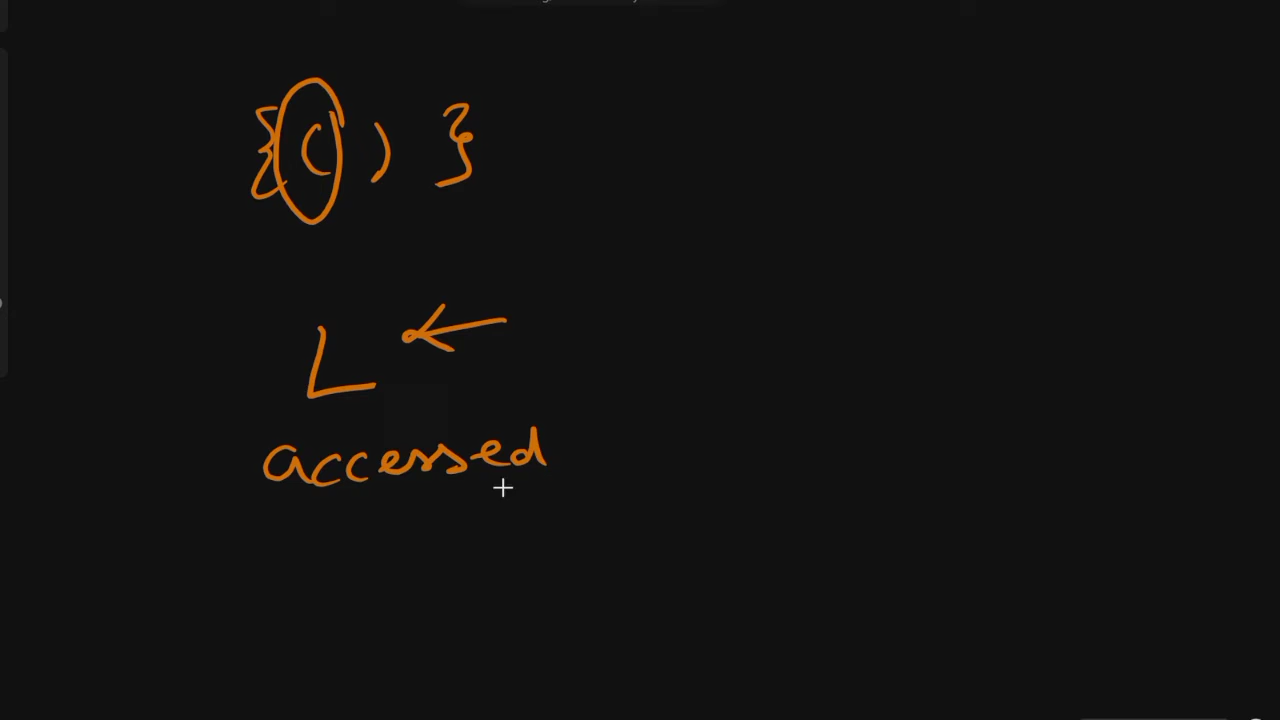 { ( ) }
L ←
accessed